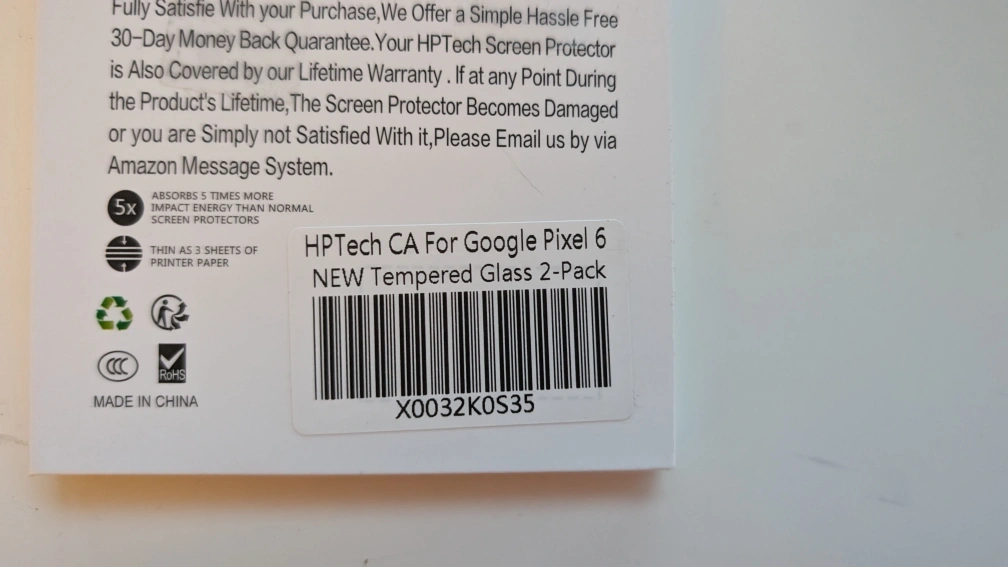 Fully Satisfie With your Purchase,We Offer a Simple Hassle Free
30-Day Money Back Quarantee.Your HPTech Screen Protector
is Also Covered by our Lifetime Warranty . If at any Point During
the Product's Lifetime,The Screen Protector Becomes Damaged
or you are Simply not Satisfied With it,Please Email us by via
Amazon Message System.
5x
ABSORBS 5 TIMES MORE
IMPACT ENERGY THAN NORMAL
SCREEN PROTECTORS
THIN AS 3 SHEETS OF
PRINTER PAPER
CCC
RoHS
MADE IN CHINA
HPTech CA For Google Pixel 6
NEW Tempered Glass 2-Pack
X0032K0S35